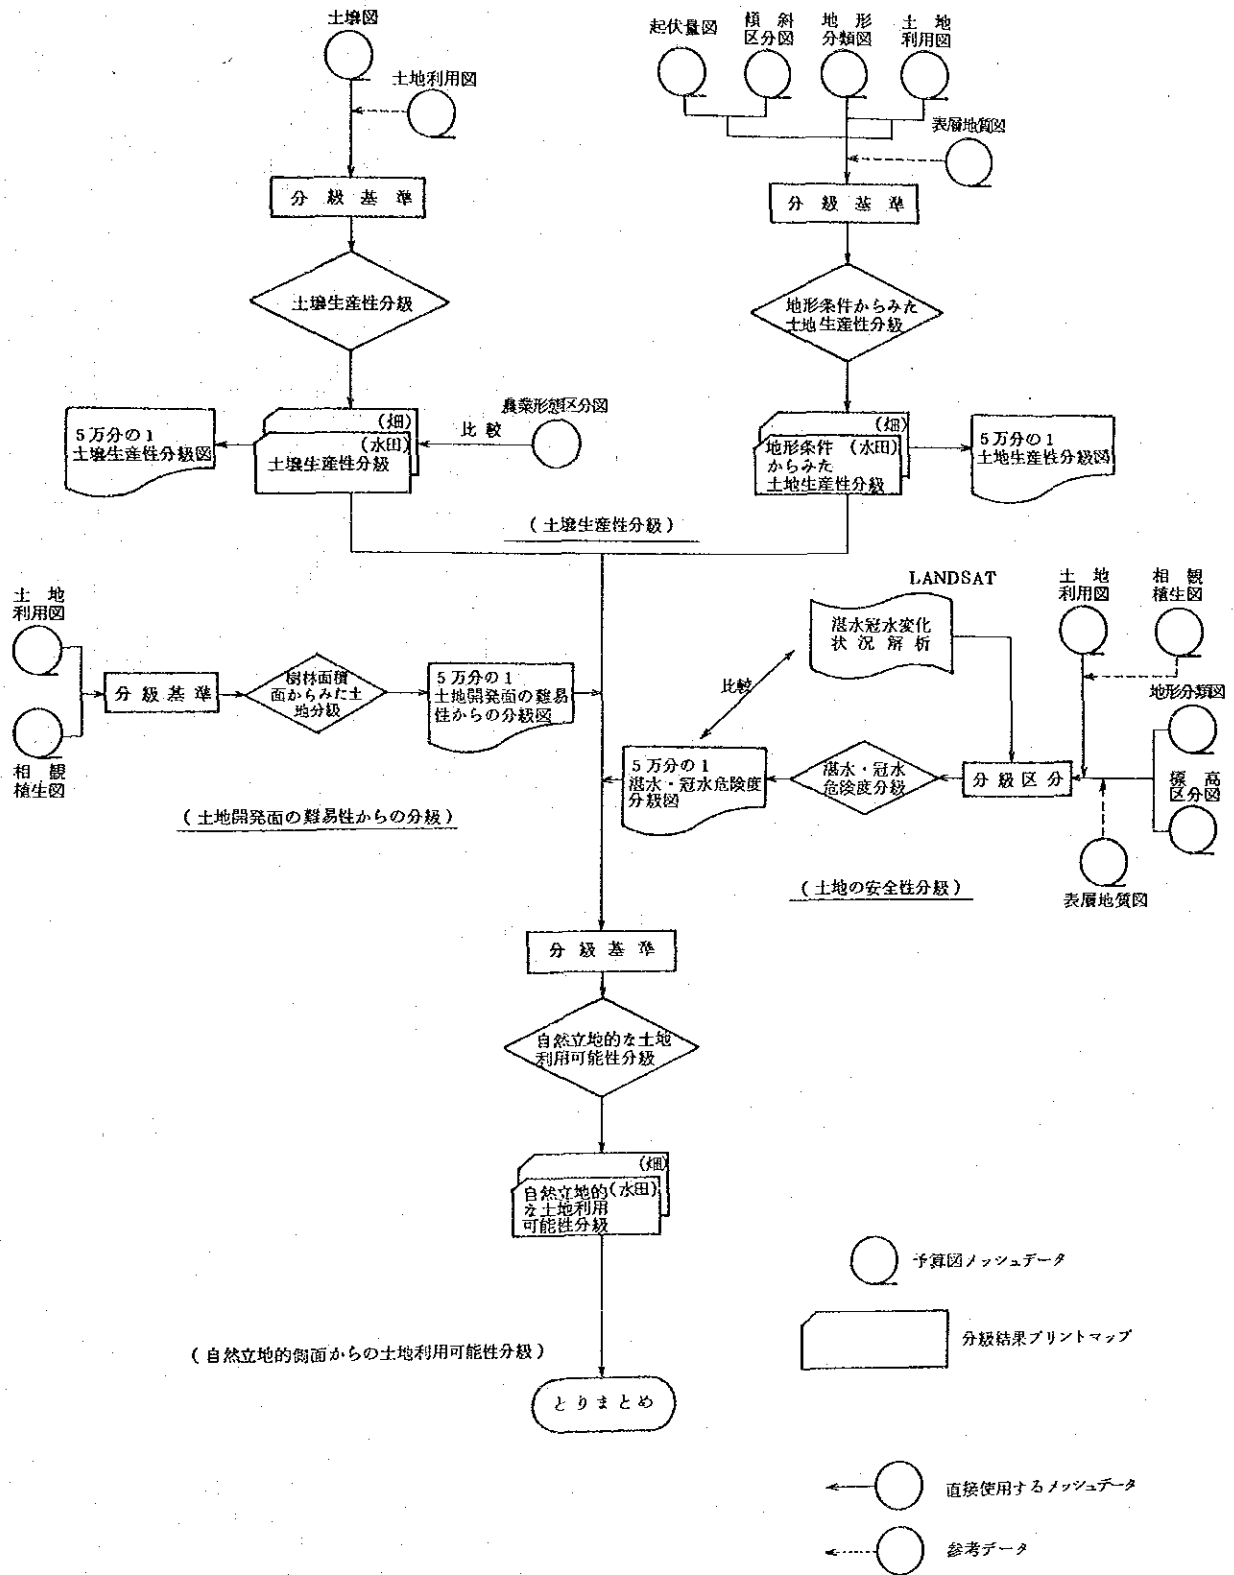 土壌図
土地利用図
分級基準
土壌生産性分級
5万分の1
土壌生産性分級図
(畑)
(水田)
土壌生産性分級
比較
農業形態区分図
起伏量図
傾斜
区分図
地形
分類図
土地
利用図
表層地質図
分級基準
地形条件からみた
土地生産性分級
(畑)
地形条件 (水田)
からみた
土地生産性分級
5万分の1
土地生産性分級図
(土壌生産性分級)
土地
利用図
相観
植生図
分級基準
樹林面積
面からみた土
地分級
5万分の1
土地開発面の難易
性からの分級図
(土地開発面の難易性からの分級)
LANDSAT
湛水冠水変化
状況解析
比較
土地
利用図
相観
植生図
地形分類図
標高
区分図
表層地質図
分級区分
湛水・冠水
危険度分級
5万分の1
湛水・冠水危険度
分級図
(土地の安全性分級)
分級基準
自然立地的な土地
利用可能性分級
(畑)
自然立地的(水田)
な土地利用
可能性分級
(自然立地的側面からの土地利用可能性分級)
とりまとめ
予算図メッシュデータ
分級結果プリントマップ
直接使用するメッシュデータ
参考データ